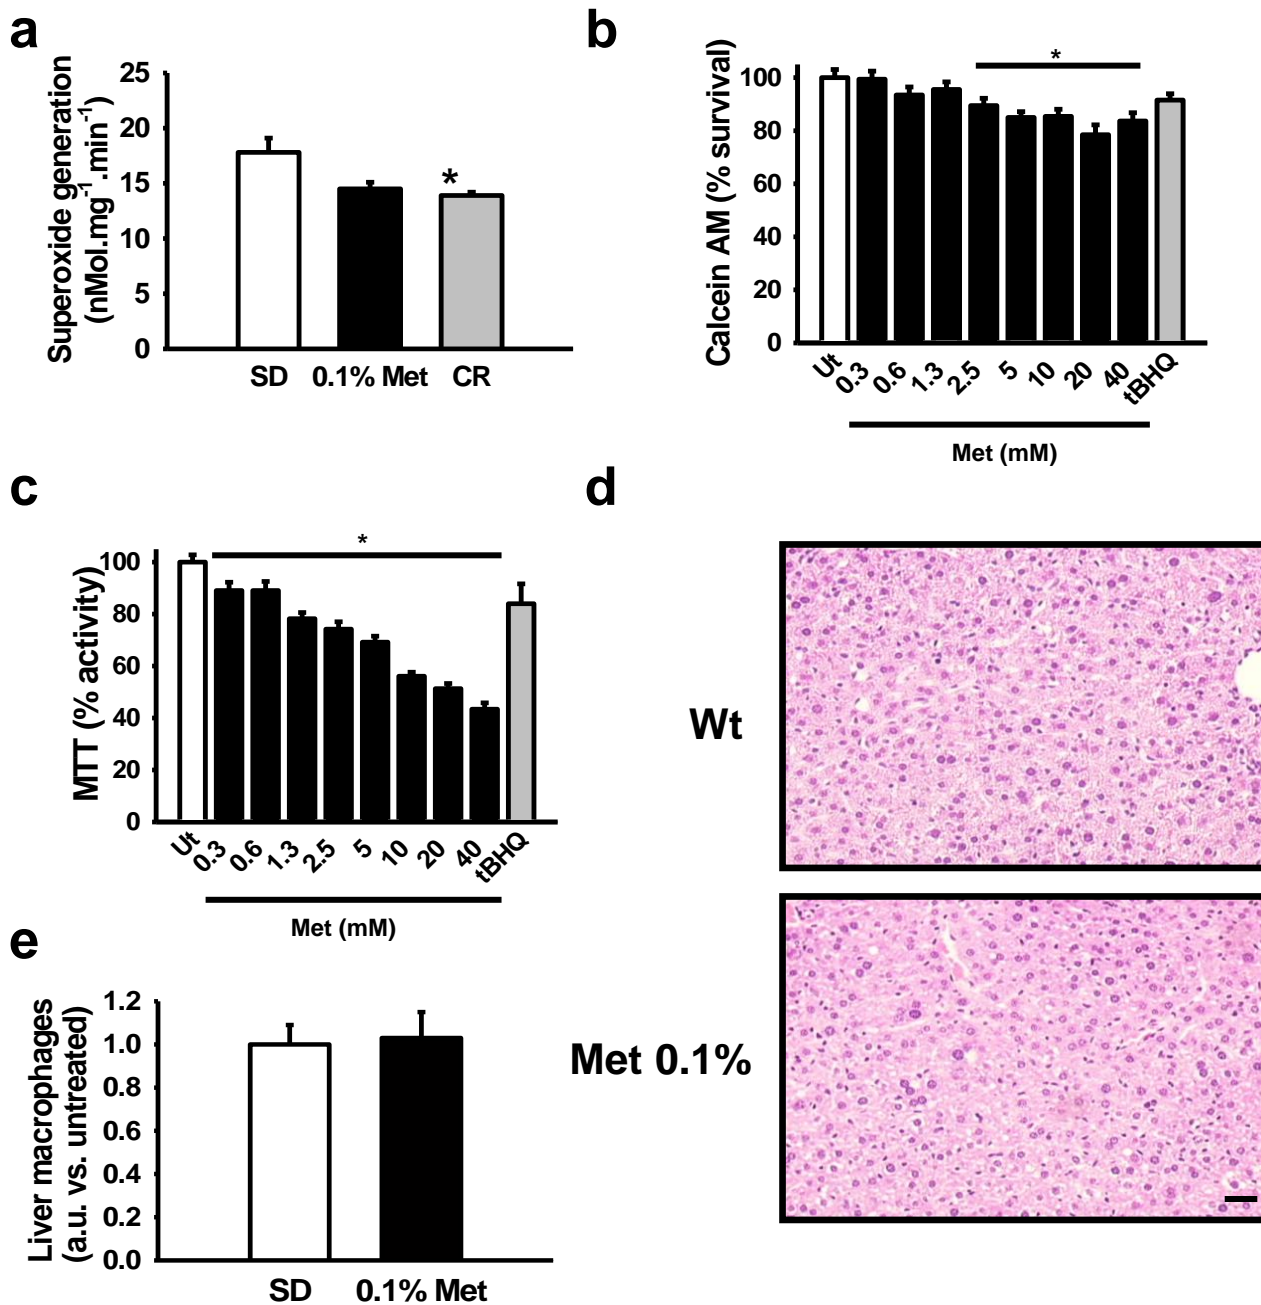 a
Superoxide generation
(nMol.mg⁻¹.min⁻¹)
25
20
15
10
5
0
*
SD 0.1% Met CR
b
Calcein AM (% survival)
100
80
60
40
20
0
*
Ut 0.3 0.6 1.3 2.5 5 10 20 40 tBHQ
Met (mM)
c
MTT (% activity)
100
80
60
40
20
0
*
Ut 0.3 0.6 1.3 2.5 5 10 20 40 tBHQ
Met (mM)
d
Wt
Met 0.1%
e
Liver macrophages
(a.u. vs. untreated)
1.2
1.0
0.8
0.6
0.4
0.2
0.0
SD 0.1% Met